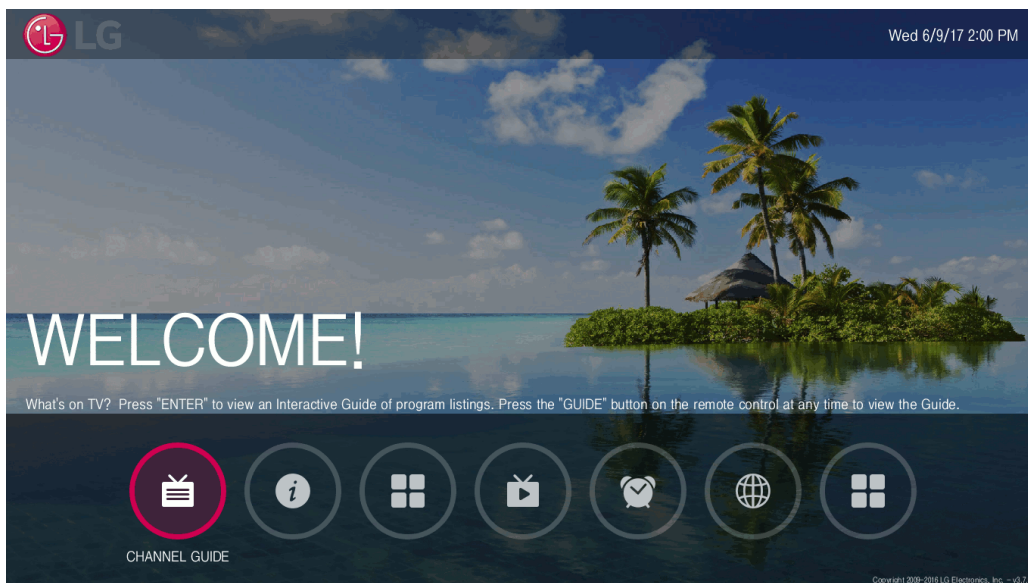 LG
Wed 6/9/17 2:00 PM
WELCOME!
What's on TV? Press "ENTER" to view an Interactive Guide of program listings. Press the "GUIDE" button on the remote control at any time to view the Guide.
CHANNEL GUIDE
Copyright 2009-2016 LG Electronics, Inc. - v3.7